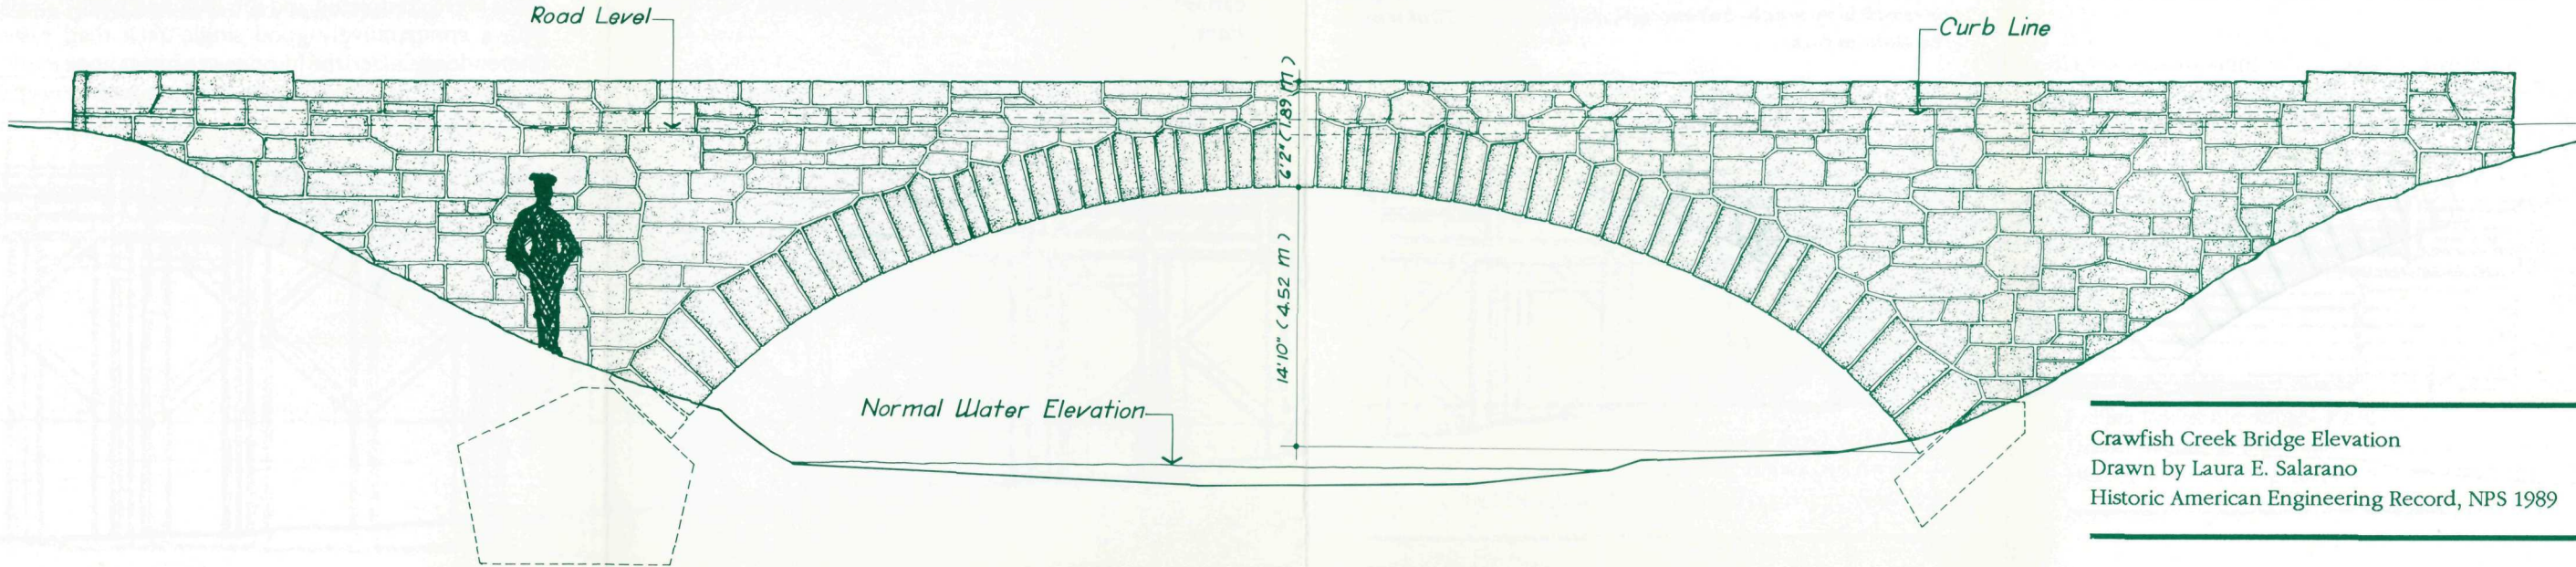 Road Level
Curb Line
6'2" (1.89 m)
14'10" (4.52 m)
Normal Water Elevation
Crawfish Creek Bridge Elevation
Drawn by Laura E. Salarano
Historic American Engineering Record, NPS 1989